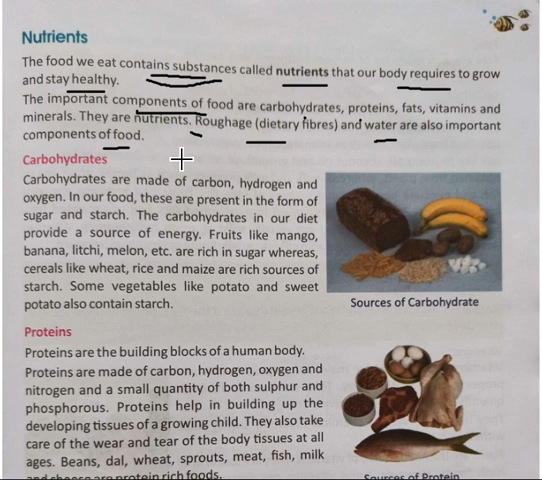 Nutrients
The food we eat contains substances called nutrients that our body requires to grow
and stay healthy.
The important components of food are carbohydrates, proteins, fats, vitamins and
minerals. They are nutrients. Roughage (dietary fibres) and water are also important
components of food.
Carbohydrates
Carbohydrates are made of carbon, hydrogen and
oxygen. In our food, these are present in the form of
sugar and starch. The carbohydrates in our diet
provide a source of energy. Fruits like mango,
banana, litchi, melon, etc. are rich in sugar whereas,
cereals like wheat, rice and maize are rich sources of
starch. Some vegetables like potato and sweet
potato also contain starch.
Sources of Carbohydrate
Proteins
Proteins are the building blocks of a human body.
Proteins are made of carbon, hydrogen, oxygen and
nitrogen and a small quantity of both sulphur and
phosphorous. Proteins help in building up the
developing tissues of a growing child. They also take
care of the wear and tear of the body tissues at all
ages. Beans, dal, wheat, sprouts, meat, fish, milk
and cheese are protein rich foods.
Sources of Protein